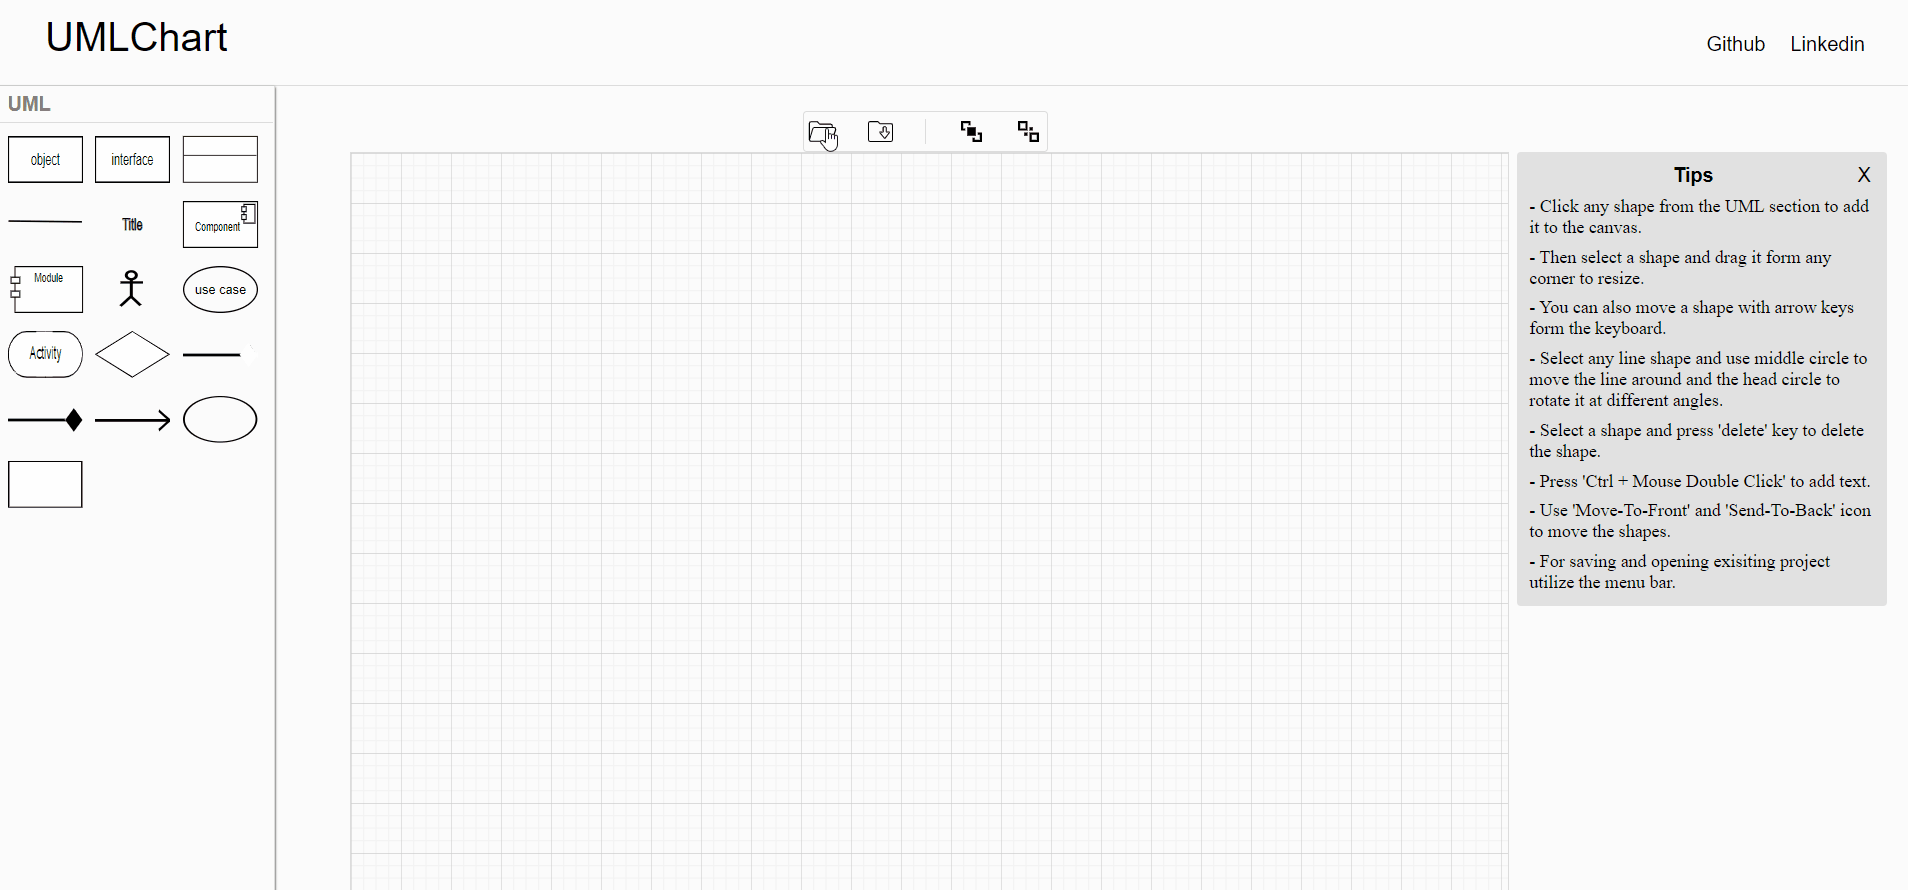 UMLChart
Github Linkedin
UML
object interface
Title
Component
Module
use case
Activity
Tips X
- Click any shape from the UML section to add
it to the canvas.
- Then select a shape and drag it form any
corner to resize.
- You can also move a shape with arrow keys
form the keyboard.
- Select any line shape and use middle circle to
move the line around and the head circle to
rotate it at different angles.
- Select a shape and press 'delete' key to delete
the shape.
- Press 'Ctrl + Mouse Double Click' to add text.
- Use 'Move-To-Front' and 'Send-To-Back' icon
to move the shapes.
- For saving and opening exisiting project
utilize the menu bar.